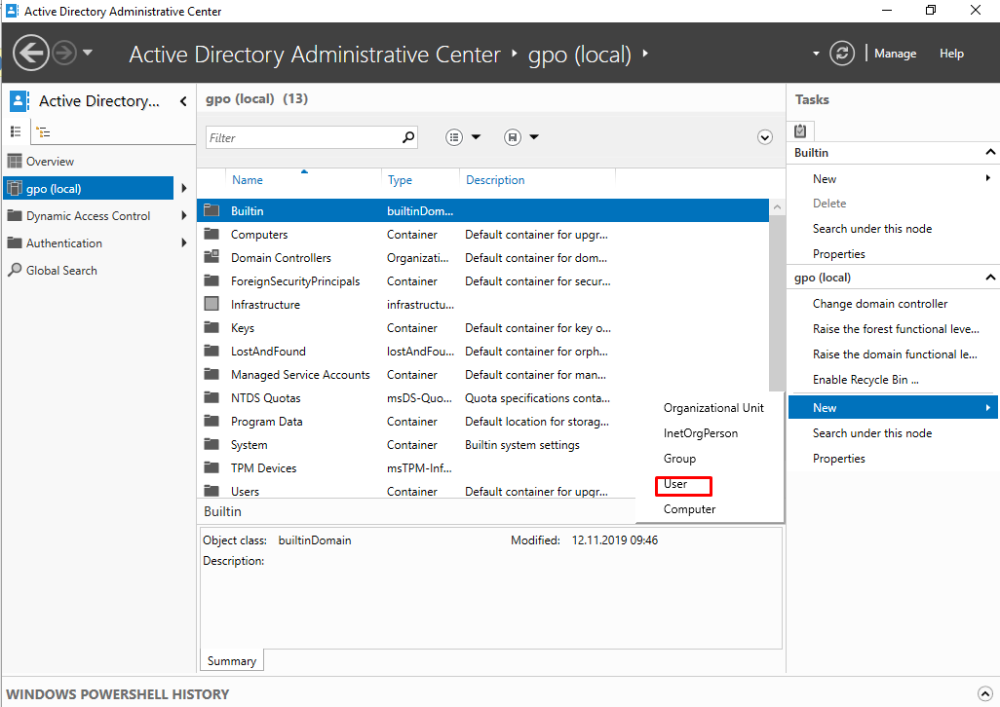 Active Directory Administrative Center
Active Directory Administrative Center gpo (local)
Manage Help
Active Directory...
Overview
gpo (local)
Dynamic Access Control
Authentication
Global Search
gpo (local) (13)
Filter
Name Type Description
Builtin builtinDom...
Computers Container Default container for upgr...
Domain Controllers Organizati... Default container for dom...
ForeignSecurityPrincipals Container Default container for secur...
Infrastructure infrastructu...
Keys Container Default container for key o...
LostAndFound lostAndFou... Default container for orph...
Managed Service Accounts Container Default container for man...
NTDS Quotas msDS-Quo... Quota specifications conta...
Program Data Container Default location for storag...
System Container Builtin system settings
TPM Devices msTPM-Inf...
Users Container Default container for upgr...
Organizational Unit
InetOrgPerson
Group
User
Computer
Builtin
Object class: builtinDomain Modified: 12.11.2019 09:46
Description:
Summary
Tasks
Builtin
New
Delete
Search under this node
Properties
gpo (local)
Change domain controller
Raise the forest functional leve...
Raise the domain functional le...
Enable Recycle Bin ...
New
Search under this node
Properties
WINDOWS POWERSHELL HISTORY